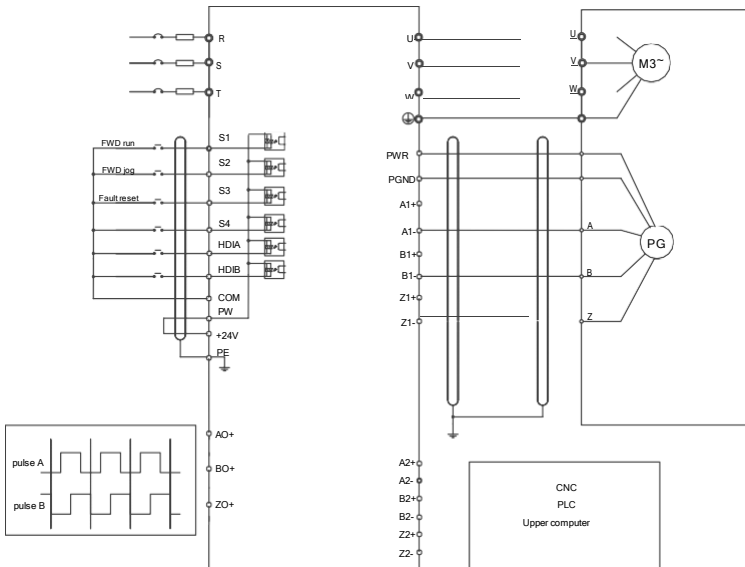 R
S
T
U
V
W
U
V
W
M3~
FWD run
S1
FWD jog
S2
Fault reset
S3
S4
HDIA
HDIB
COM
PW
+24V
PE
PWR
PGND
A1+
A1-
B1+
B1-
Z1+
Z1-
A
B
Z
PG
pulse A
pulse B
AO+
BO+
ZO+
A2+
A2-
B2+
B2-
Z2+
Z2-
CNC
PLC
Upper computer